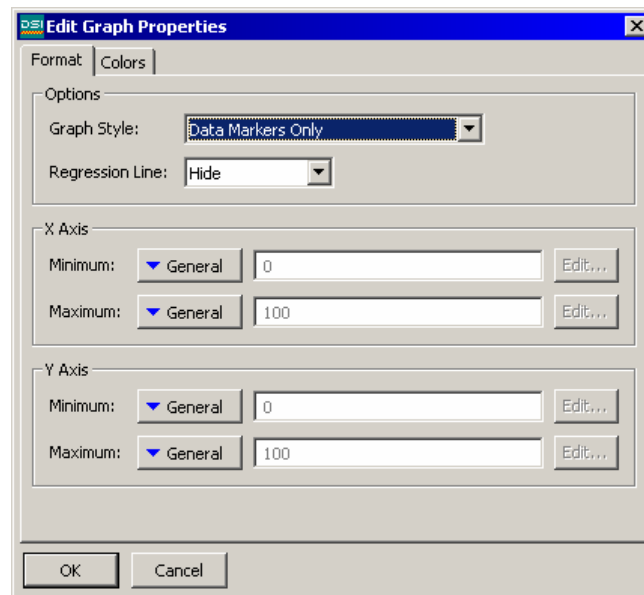 DSI Edit Graph Properties
Format Colors
Options
Graph Style: Data Markers Only
Regression Line: Hide
X Axis
Minimum: General 0 Edit...
Maximum: General 100 Edit...
Y Axis
Minimum: General 0 Edit...
Maximum: General 100 Edit...
OK Cancel